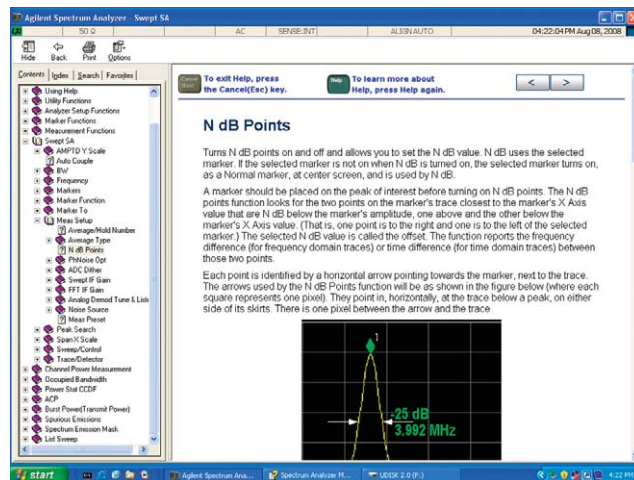 Agilent Spectrum Analyzer - Swept SA
50 Ω AC SENSE:INT ALIGN AUTO 04:22:04 PM Aug 08, 2008
Hide Back Print Options
Contents Index Search Favorites
Using Help
Utility Functions
Analyzer Setup Functions
Marker Functions
Measurement Functions
Swept SA
AMPTD Y Scale
Auto Couple
BW
Frequency
Markers
Marker Function
Marker To
Meas Setup
Average/Hold Number
Average Type
N dB Points
PhNoise Opt
ADC Dither
Swept IF Gain
FFT IF Gain
Analog Demod Tune & Liste
Noise Source
Meas Preset
Peak Search
Span X Scale
Sweep/Control
Trace/Detector
Channel Power Measurement
Occupied Bandwidth
Power Stat CCDF
ACP
Burst Power(Transmit Power)
Spurious Emissions
Spectrum Emission Mask
List Sweep
Cancel (Esc)
To exit Help, press
the Cancel(Esc) key.
Help
To learn more about
Help, press Help again.
< >
N dB Points
Turns N dB points on and off and allows you to set the N dB value. N dB uses the selected
marker. If the selected marker is not on when N dB is turned on, the selected marker turns on,
as a Normal marker, at center screen, and is used by N dB.
A marker should be placed on the peak of interest before turning on N dB points. The N dB
points function looks for the two points on the marker's trace closest to the marker's X Axis
value that are N dB below the marker's amplitude, one above and the other below the
marker's X Axis value. (That is, one point is to the right and one is to the left of the selected
marker.) The selected N dB value is called the offset. The function reports the frequency
difference (for frequency domain traces) or time difference (for time domain traces) between
those two points.
Each point is identified by a horizontal arrow pointing towards the marker, next to the trace.
The arrows used by the N dB Points function will be as shown in the figure below (where each
square represents one pixel). They point in, horizontally, at the trace below a peak, on either
side of its skirts. There is one pixel between the arrow and the trace
1
-25 dB
3.992 MHz
start
Agilent Spectrum Ana...
Spectrum Analyzer M...
UDISK 2.0 (F:)
4:22 PM